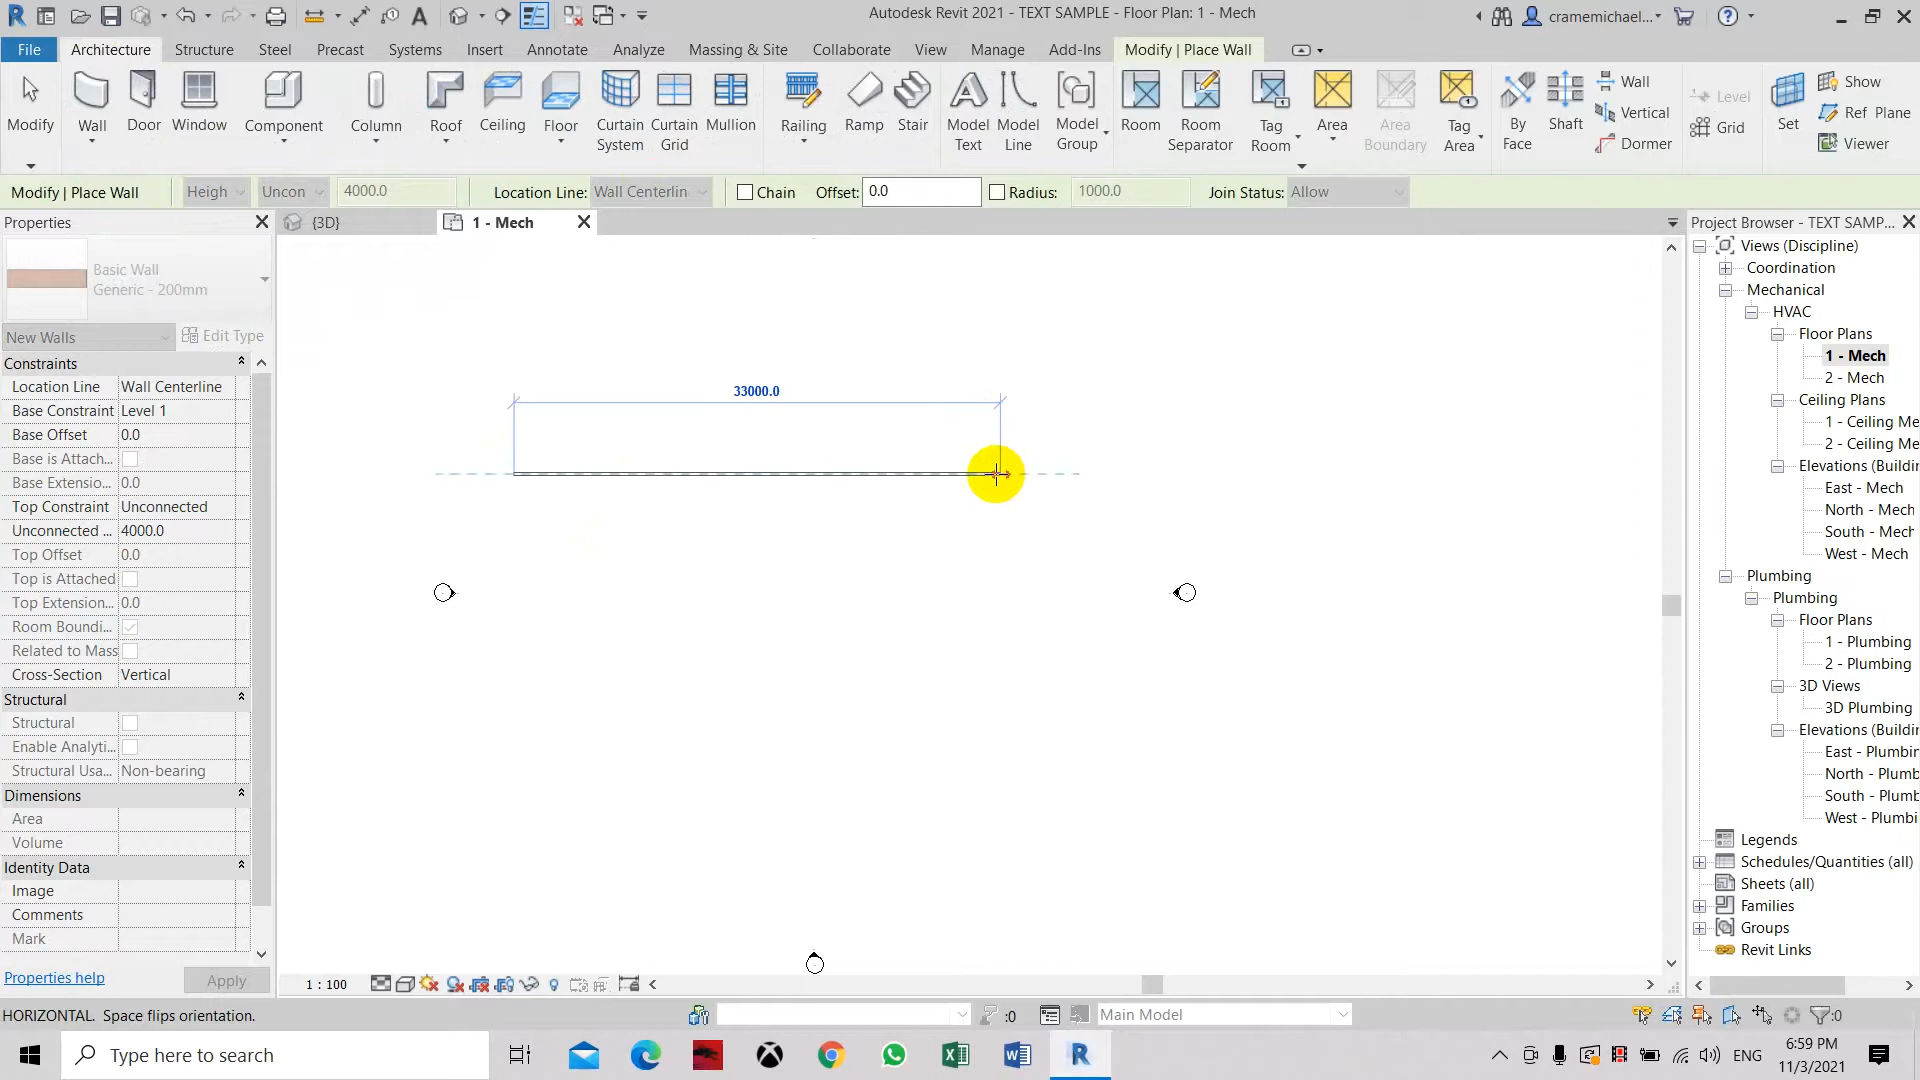 Autodesk Revit 2021 - TEXT SAMPLE - Floor Plan: 1 - Mech
cramemichael...
File Architecture Structure Steel Precast Systems Insert Annotate Analyze Massing & Site Collaborate View Manage Add-Ins Modify | Place Wall
Modify Wall Door Window Component Column Roof Ceiling Floor Curtain System Curtain Grid Mullion Railing Ramp Stair Model Text Model Line Model Group Room Room Separator Tag Room Area Area Boundary Tag Area By Face Shaft Wall Vertical Dormer Level Grid Set Show Ref Plane Viewer
Modify | Place Wall Heigh Uncon 4000.0 Location Line: Wall Centerlin Chain Offset: 0.0 Radius: 1000.0 Join Status: Allow
Properties
{3D}
1 - Mech
Project Browser - TEXT SAMP...
Basic Wall
Generic - 200mm
New Walls Edit Type
Constraints
Location Line Wall Centerline
Base Constraint Level 1
Base Offset 0.0
Base is Attach...
Base Extensio... 0.0
Top Constraint Unconnected
Unconnected ... 4000.0
Top Offset 0.0
Top is Attached
Top Extension... 0.0
Room Boundi...
Related to Mass
Cross-Section Vertical
Structural
Structural
Enable Analyti...
Structural Usa... Non-bearing
Dimensions
Area
Volume
Identity Data
Image
Comments
Mark
Properties help Apply
33000.0
Views (Discipline)
Coordination
Mechanical
HVAC
Floor Plans
1 - Mech
2 - Mech
Ceiling Plans
1 - Ceiling Me
2 - Ceiling Me
Elevations (Buildin
East - Mech
North - Mech
South - Mech
West - Mech
Plumbing
Plumbing
Floor Plans
1 - Plumbing
2 - Plumbing
3D Views
3D Plumbing
Elevations (Buildin
East - Plumbin
North - Plumb
South - Plumb
West - Plumbi
Legends
Schedules/Quantities (all)
Sheets (all)
Families
Groups
Revit Links
1 : 100
HORIZONTAL. Space flips orientation.
:0
Main Model
:0
Type here to search
ENG
6:59 PM
11/3/2021